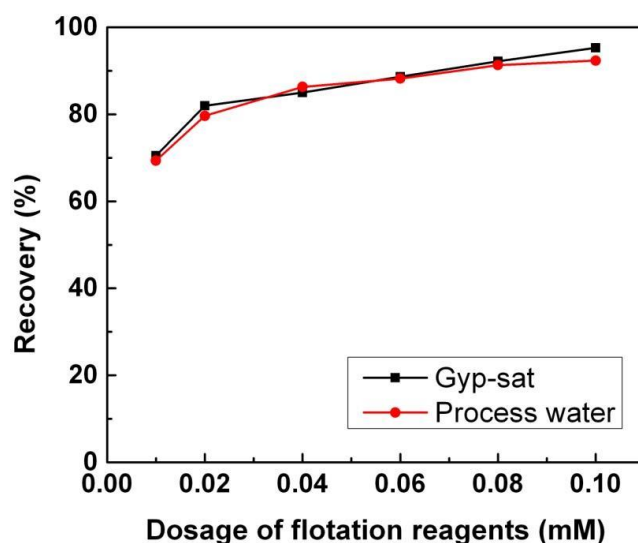 100
80
60
40
20
0
Recovery (%)
Gyp-sat
Process water
0.00 0.02 0.04 0.06 0.08 0.10
Dosage of flotation reagents (mM)